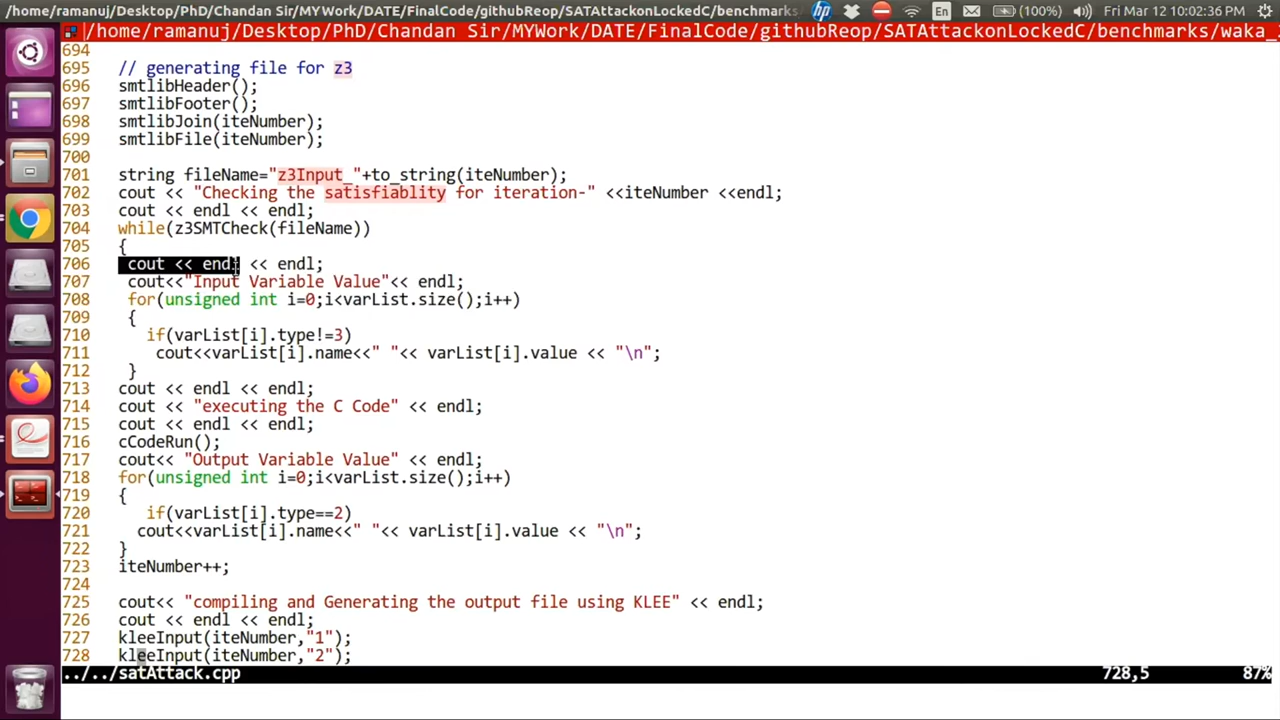 /home/ramanuj/Desktop/PhD/Chandan Sir/MYWork/DATE/FinalCode/githubReop/SATAttackonLockedC/benchmarks
En (100%) Fri Mar 12 10:02:36 PM
/home/ramanuj/Desktop/PhD/Chandan Sir/MYWork/DATE/FinalCode/githubReop/SATAttackonLockedC/benchmarks/waka_
694
695 // generating file for z3
696 smtlibHeader();
697 smtlibFooter();
698 smtlibJoin(iteNumber);
699 smtlibFile(iteNumber);
700
701 string fileName="z3Input_"+to_string(iteNumber);
702 cout << "Checking the satisfiablity for iteration-" <<iteNumber <<endl;
703 cout << endl << endl;
704 while(z3SMTCheck(fileName))
705 {
706 cout << endl << endl;
707 cout<<"Input Variable Value"<< endl;
708 for(unsigned int i=0;i<varList.size();i++)
709 {
710 if(varList[i].type!=3)
711 cout<<varList[i].name<<" "<< varList[i].value << "\n";
712 }
713 cout << endl << endl;
714 cout << "executing the C Code" << endl;
715 cout << endl << endl;
716 cCodeRun();
717 cout<< "Output Variable Value" << endl;
718 for(unsigned int i=0;i<varList.size();i++)
719 {
720 if(varList[i].type==2)
721 cout<<varList[i].name<<" "<< varList[i].value << "\n";
722 }
723 iteNumber++;
724
725 cout<< "compiling and Generating the output file using KLEE" << endl;
726 cout << endl << endl;
727 kleeInput(iteNumber,"1");
728 kleeInput(iteNumber,"2");
../../satAttack.cpp 728,5 87%